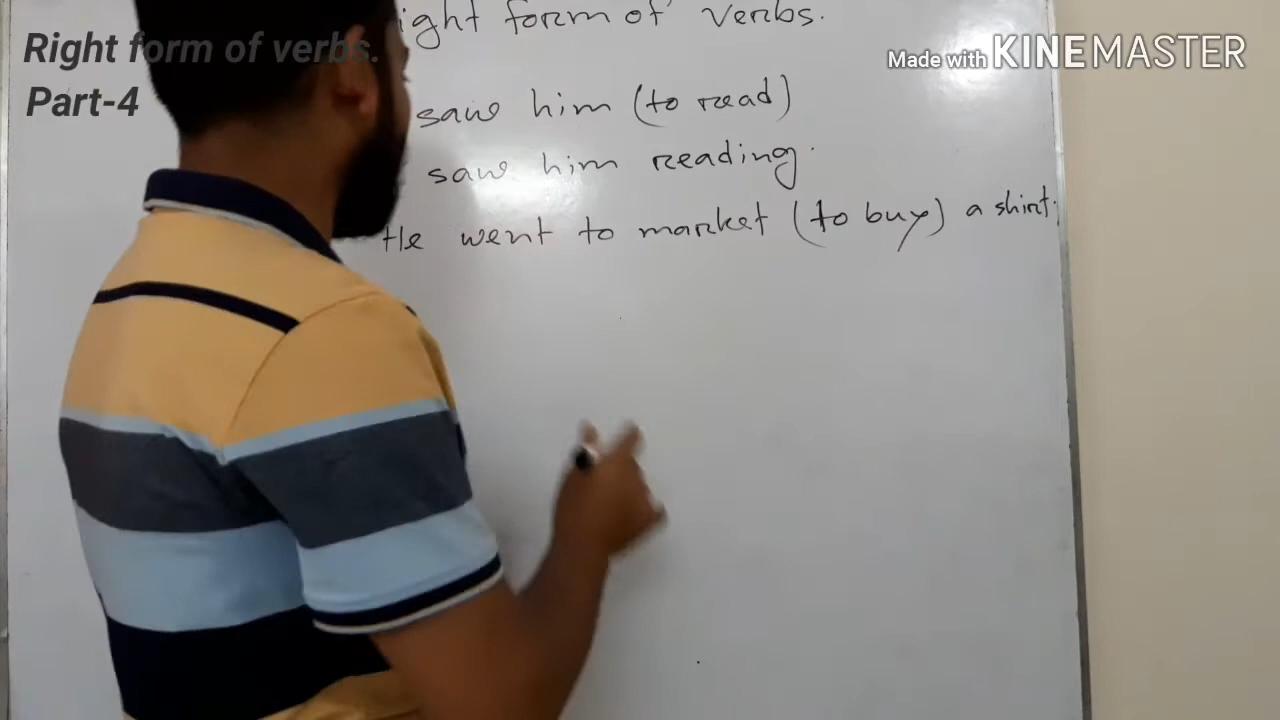 Right form of verbs.
Part-4
Made with KINEMASTER
ight form of verbs.
saw him (to read)
saw him reading.
He went to market (to buy) a shirt.